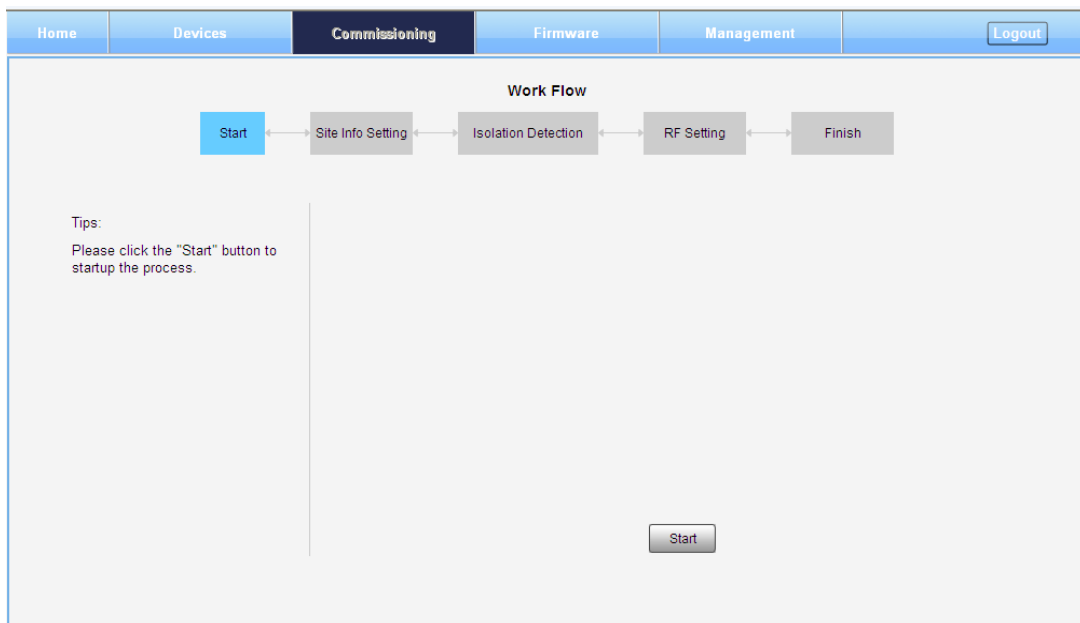 Home Devices Commissioning Firmware Management Logout
Work Flow
Start Site Info Setting Isolation Detection RF Setting Finish
Tips:
Please click the "Start" button to
startup the process.
Start